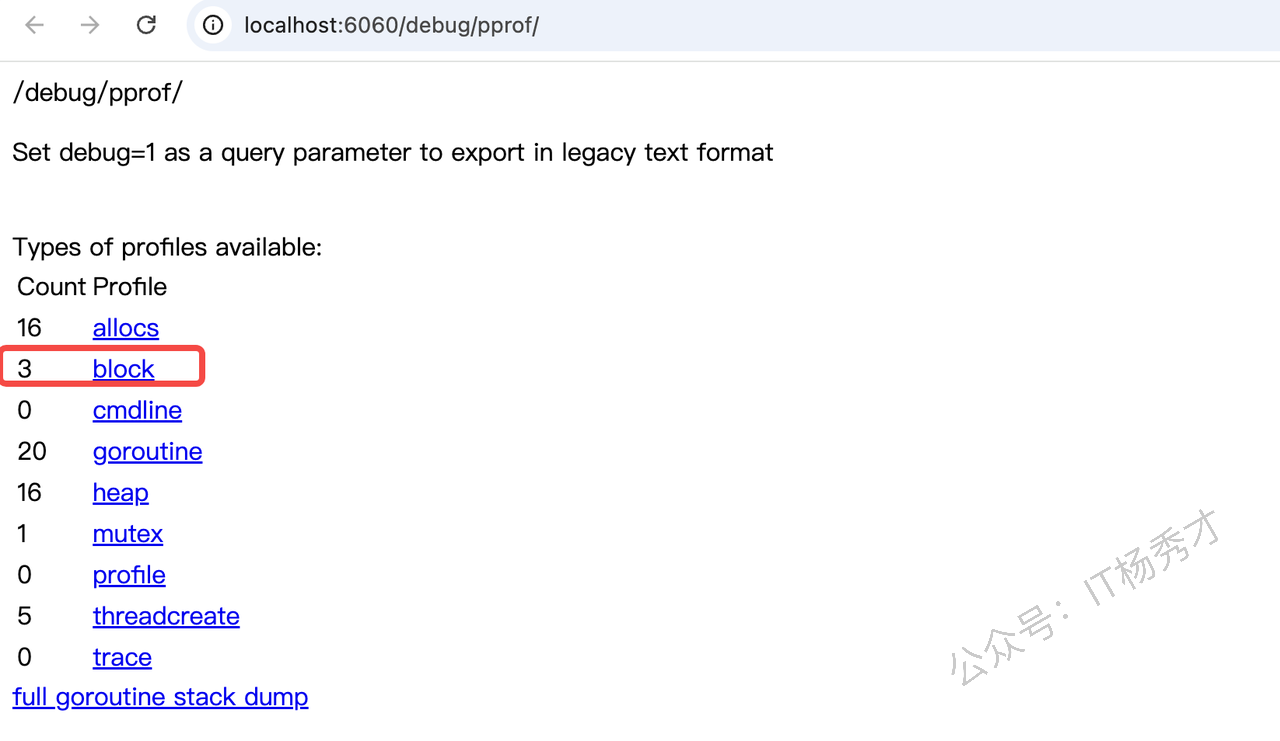 localhost:6060/debug/pprof/
/debug/pprof/
Set debug=1 as a query parameter to export in legacy text format
Types of profiles available:
Count Profile
16 allocs
3 block
0 cmdline
20 goroutine
16 heap
1 mutex
0 profile
5 threadcreate
0 trace
full goroutine stack dump
公众号：IT杨秀才